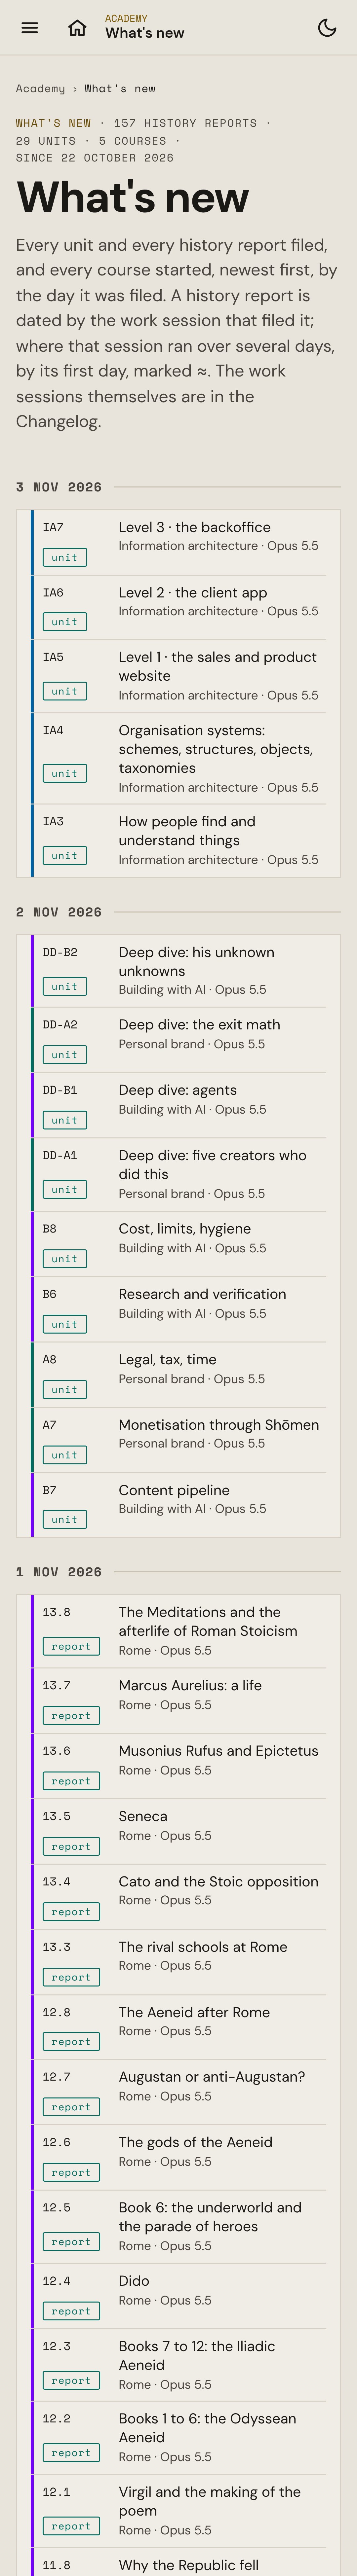 ACADEMY
What's new
Academy › What's new
WHAT'S NEW · 157 HISTORY REPORTS ·
29 UNITS · 5 COURSES ·
SINCE 22 OCTOBER 2026
What's new
Every unit and every history report filed,
and every course started, newest first, by
the day it was filed. A history report is
dated by the work session that filed it;
where that session ran over several days,
by its first day, marked ≈. The work
sessions themselves are in the
Changelog.
3 NOV 2026
IA7
Level 3 · the backoffice
Information architecture · Opus 5.5
unit
IA6
Level 2 · the client app
Information architecture · Opus 5.5
unit
IA5
Level 1 · the sales and product
website
Information architecture · Opus 5.5
unit
IA4
Organisation systems:
schemes, structures, objects,
taxonomies
Information architecture · Opus 5.5
unit
IA3
How people find and
understand things
Information architecture · Opus 5.5
unit
2 NOV 2026
DD-B2
Deep dive: his unknown
unknowns
Building with AI · Opus 5.5
unit
DD-A2
Deep dive: the exit math
Personal brand · Opus 5.5
unit
DD-B1
Deep dive: agents
Building with AI · Opus 5.5
unit
DD-A1
Deep dive: five creators who
did this
Personal brand · Opus 5.5
unit
B8
Cost, limits, hygiene
Building with AI · Opus 5.5
unit
B6
Research and verification
Building with AI · Opus 5.5
unit
A8
Legal, tax, time
Personal brand · Opus 5.5
unit
A7
Monetisation through Shōmen
Personal brand · Opus 5.5
unit
B7
Content pipeline
Building with AI · Opus 5.5
unit
1 NOV 2026
13.8
The Meditations and the
afterlife of Roman Stoicism
Rome · Opus 5.5
report
13.7
Marcus Aurelius: a life
Rome · Opus 5.5
report
13.6
Musonius Rufus and Epictetus
Rome · Opus 5.5
report
13.5
Seneca
Rome · Opus 5.5
report
13.4
Cato and the Stoic opposition
Rome · Opus 5.5
report
13.3
The rival schools at Rome
Rome · Opus 5.5
report
12.8
The Aeneid after Rome
Rome · Opus 5.5
report
12.7
Augustan or anti-Augustan?
Rome · Opus 5.5
report
12.6
The gods of the Aeneid
Rome · Opus 5.5
report
12.5
Book 6: the underworld and
the parade of heroes
Rome · Opus 5.5
report
12.4
Dido
Rome · Opus 5.5
report
12.3
Books 7 to 12: the Iliadic
Aeneid
Rome · Opus 5.5
report
12.2
Books 1 to 6: the Odyssean
Aeneid
Rome · Opus 5.5
report
12.1
Virgil and the making of the
poem
Rome · Opus 5.5
report
11.8
Why the Republic fell